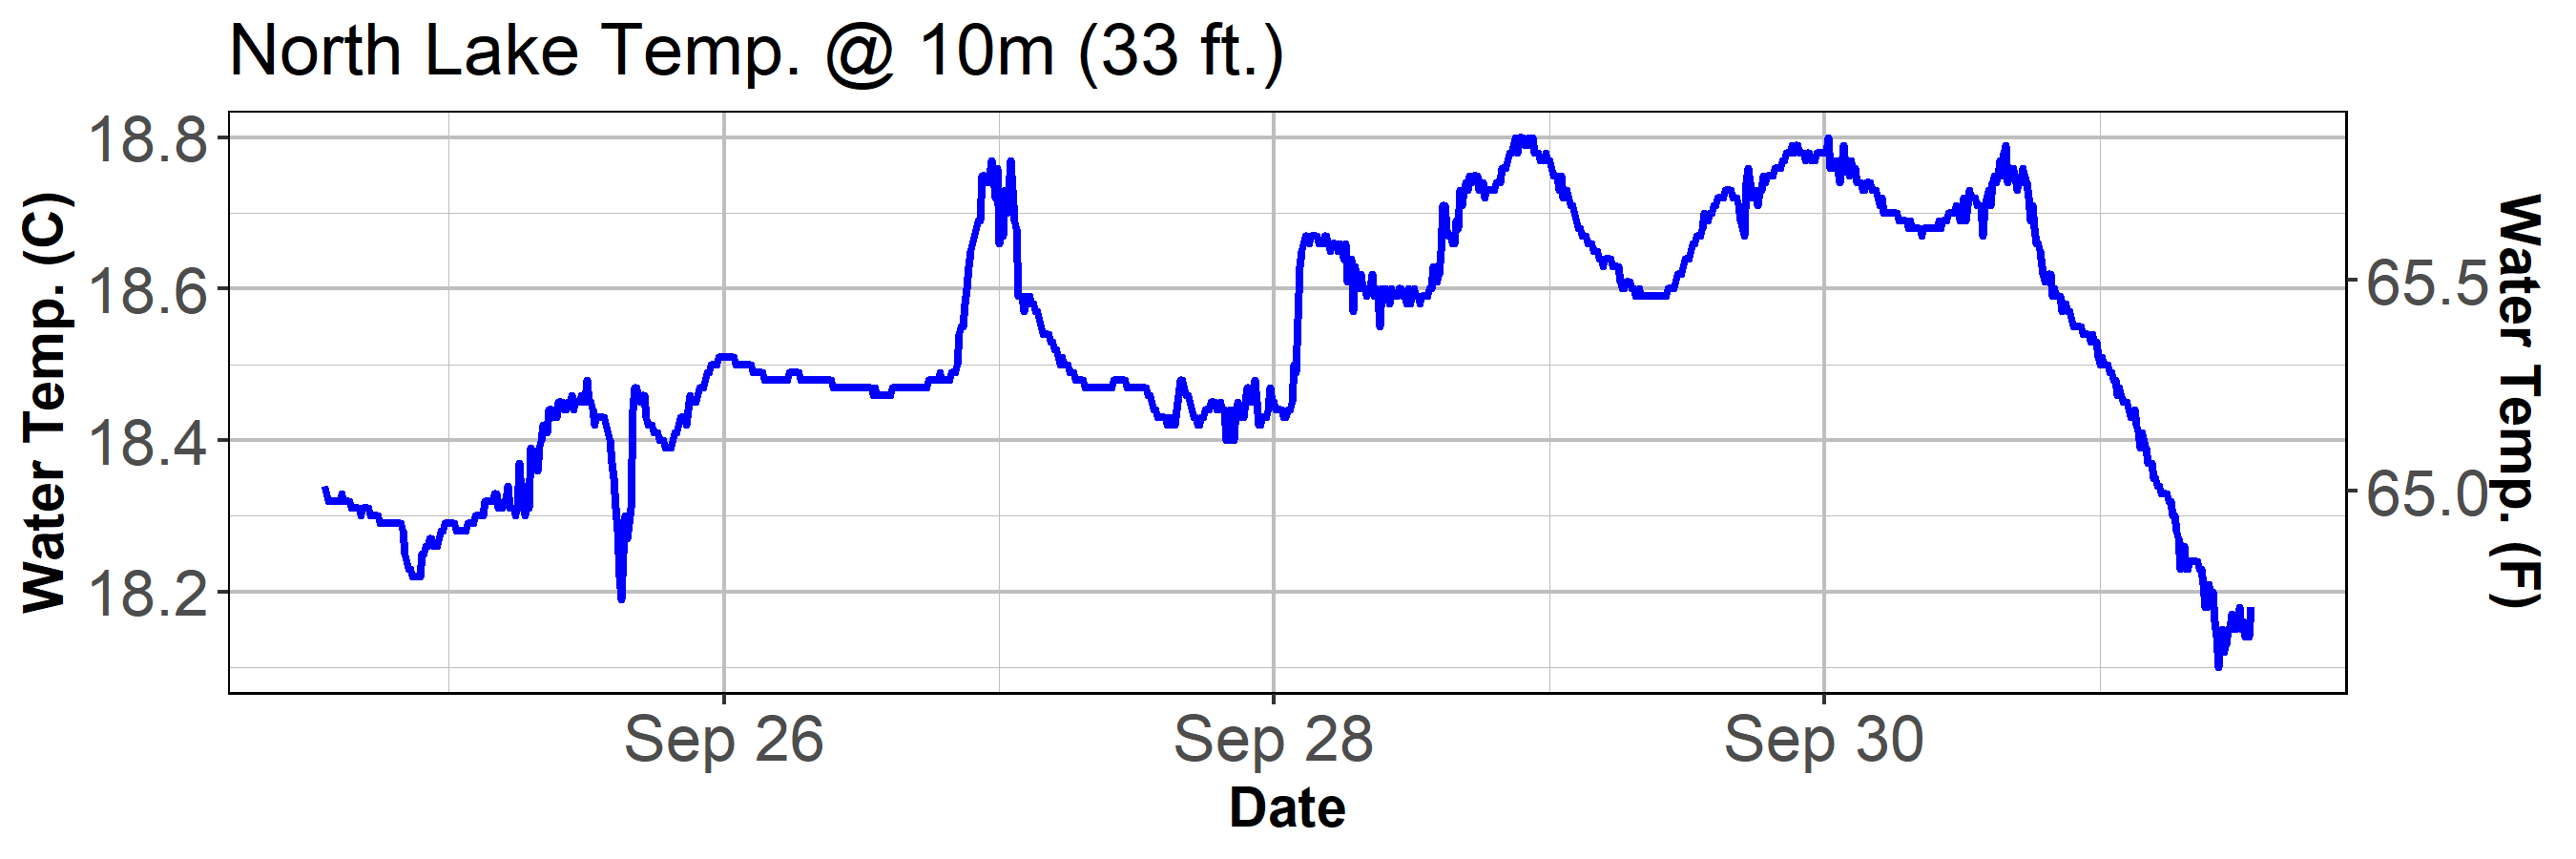 North Lake Temp. @ 10m (33 ft.)
Water Temp. (C)
18.8
18.6
18.4
18.2
65.5
65.0
Water Temp. (F)
Sep 26
Sep 28
Sep 30
Date